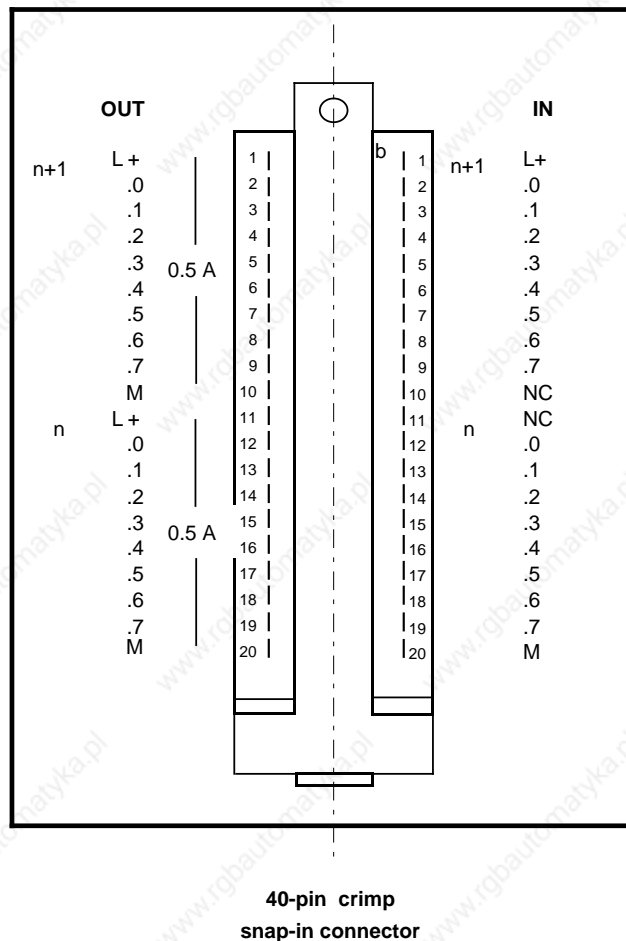 OUT IN
n+1 L + 1 b 1 n+1 L+
.0 2 2 .0
.1 3 3 .1
.2 4 4 .2
.3 0.5 A 5 5 .3
.4 6 6 .4
.5 7 7 .5
.6 8 8 .6
.7 9 9 .7
M 10 10 NC
n L + 11 11 n NC
.0 12 12 .0
.1 13 13 .1
.2 14 14 .2
.3 0.5 A 15 15 .3
.4 16 16 .4
.5 17 17 .5
.6 18 18 .6
.7 19 19 .7
M 20 20 M
40-pin crimp
snap-in connector
www.rgbautomatyka.pl